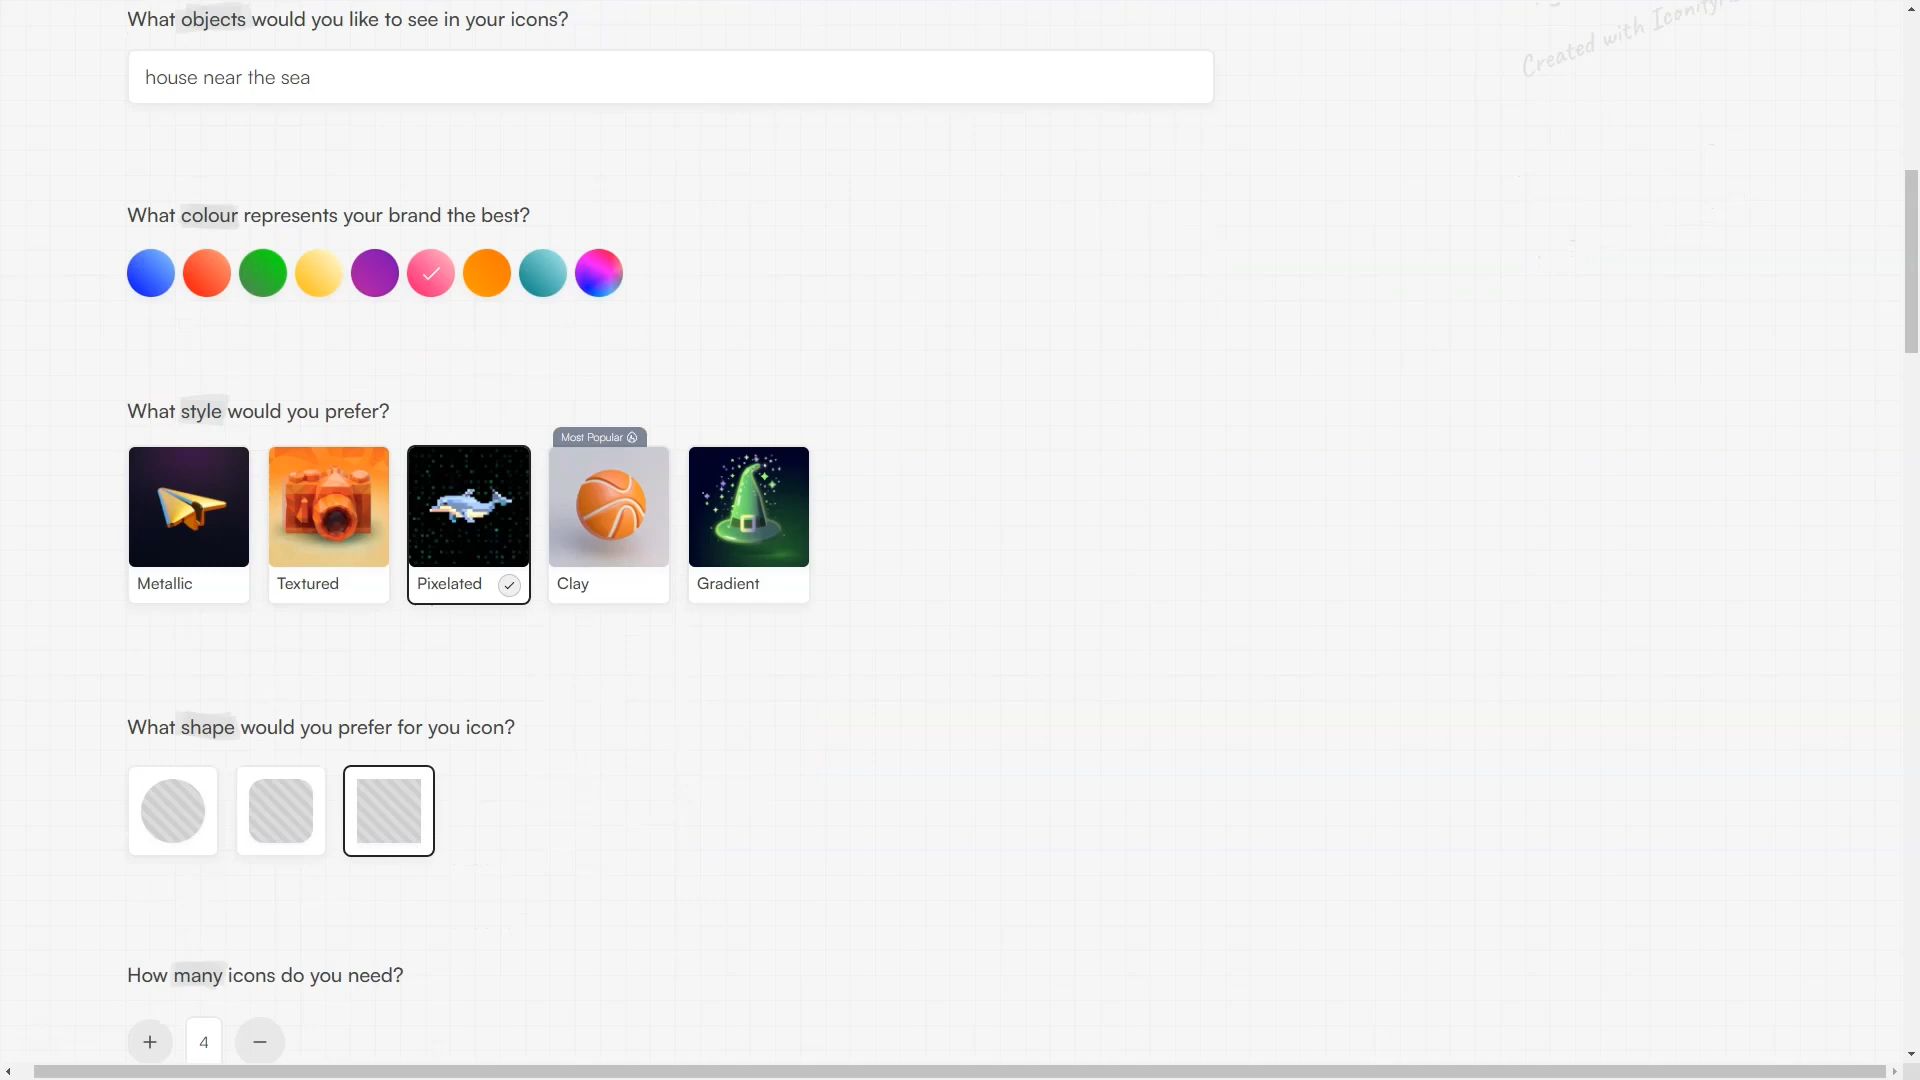 What objects would you like to see in your icons?
Created with
house near the sea
What colour represents your brand the best?
What style would you prefer?
Most Popular
Metallic
Textured
Pixelated
Clay
Gradient
What shape would you prefer for you icon?
How many icons do you need?
+ 4 −